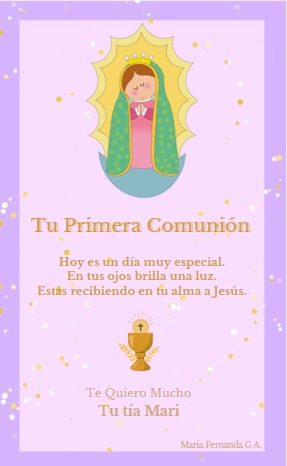 Tu Primera Comunión
Hoy es un día muy especial.
En tus ojos brilla una luz.
Estás recibiendo en tu alma a Jesús.
Te Quiero Mucho
Tu tía Mari
María Fernanda G A.